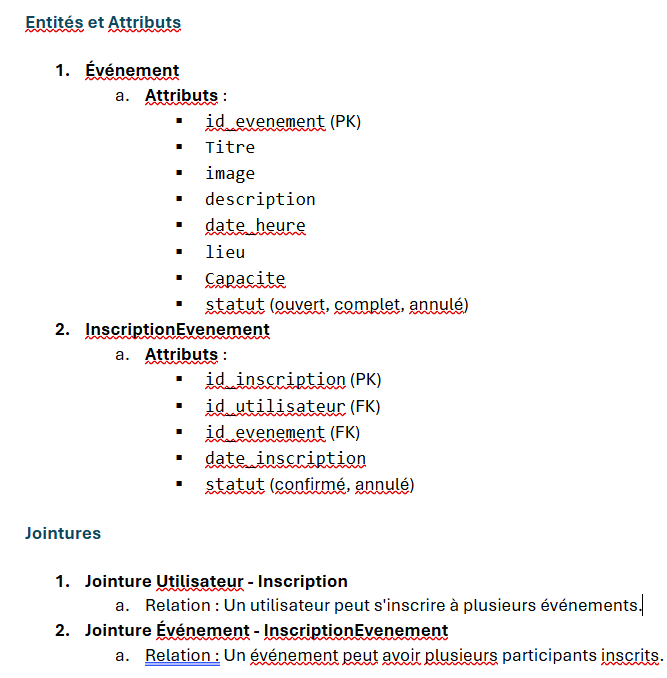 Entités et Attributs
1. Événement
a. Attributs :
▪ id_evenement (PK)
▪ Titre
▪ image
▪ description
▪ date_heure
▪ lieu
▪ Capacite
▪ statut (ouvert, complet, annulé)
2. InscriptionEvenement
a. Attributs :
▪ id_inscription (PK)
▪ id_utilisateur (FK)
▪ id_evenement (FK)
▪ date_inscription
▪ statut (confirmé, annulé)
Jointures
1. Jointure Utilisateur - Inscription
a. Relation : Un utilisateur peut s'inscrire à plusieurs événements.
2. Jointure Événement - InscriptionEvenement
a. Relation : Un événement peut avoir plusieurs participants inscrits.